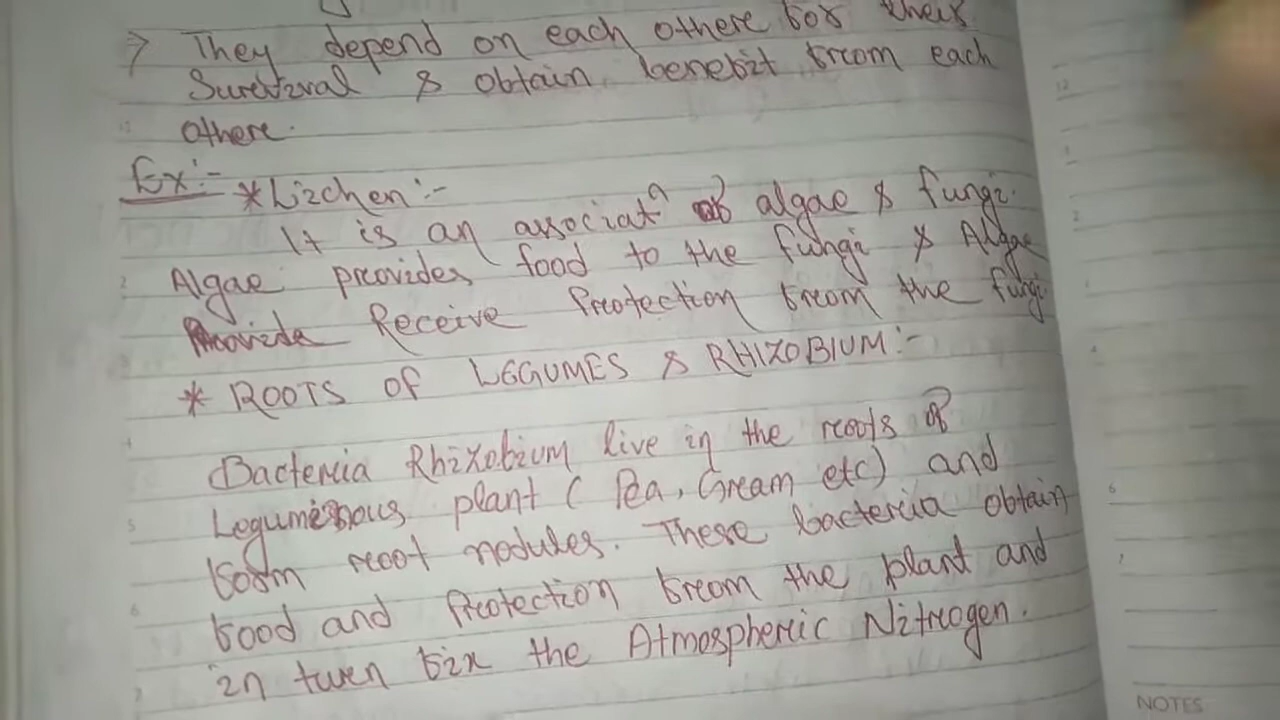 > They depend on each othere for their
Survival & obtain benefit from each
othere.
Ex:- *Lichen:-
It is an associatn of algae & fungi.
Algae provides food to the fungi & Algae
Receive Protection from the fungi
* ROOTS OF LEGUMES & RHIZOBIUM:-
Bacteria Rhizobium live in the roots of
Leguminous plant ( Pea, Gream etc) and
form root nodules. These bacteria obtain
food and Protection from the plant and
in turn fix the Atmospheric Nitrogen.
NOTES